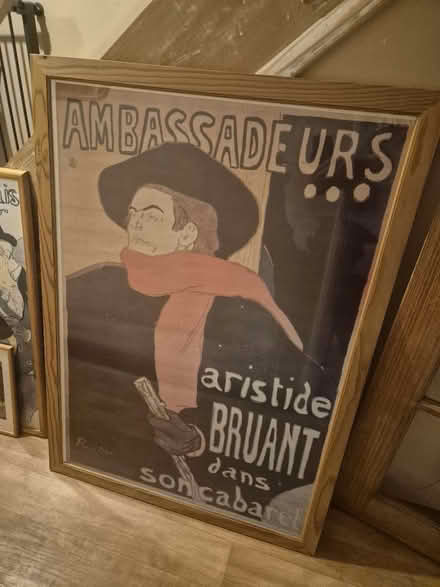 AMBASSADEURS
...
aristide
BRUANT
dans
son cabaret